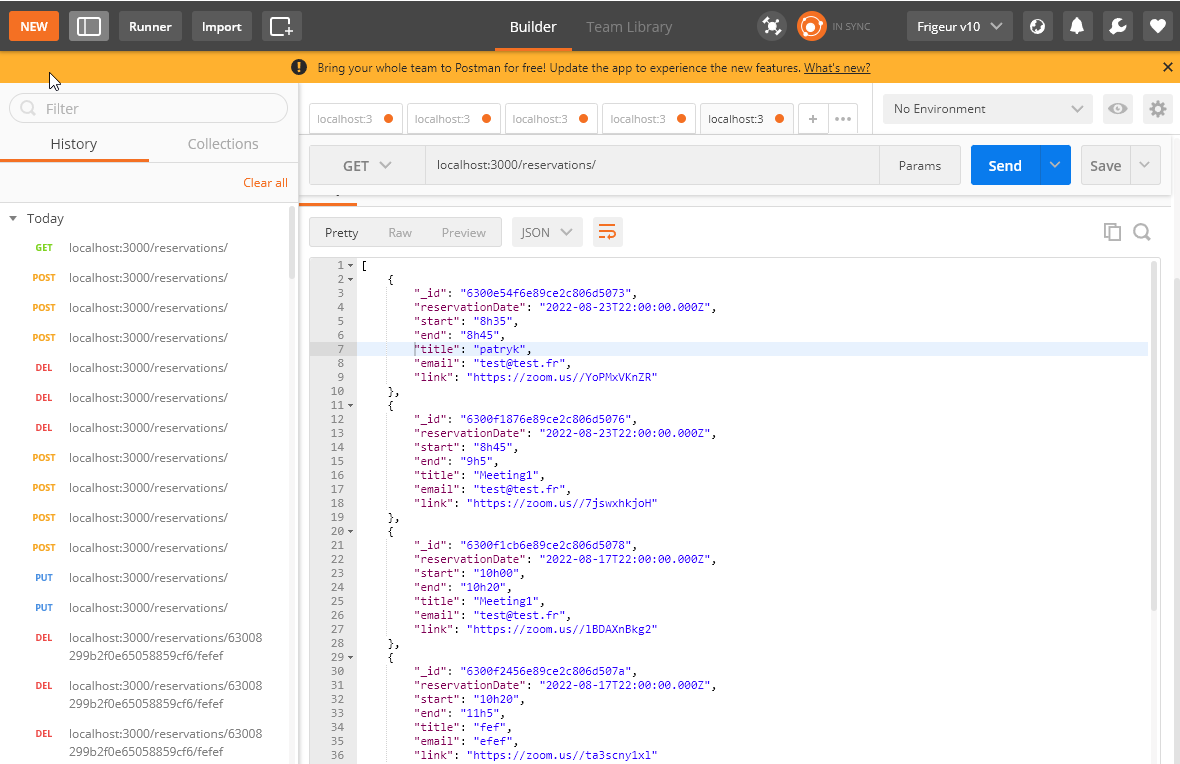 NEW
Runner
Import
Builder
Team Library
IN SYNC
Frigeur v10
Bring your whole team to Postman for free! Update the app to experience the new features. What's new?
Filter
History
Collections
Clear all
Today
GET localhost:3000/reservations/
POST localhost:3000/reservations/
POST localhost:3000/reservations/
POST localhost:3000/reservations/
DEL localhost:3000/reservations/
DEL localhost:3000/reservations/
DEL localhost:3000/reservations/
POST localhost:3000/reservations/
POST localhost:3000/reservations/
POST localhost:3000/reservations/
POST localhost:3000/reservations/
PUT localhost:3000/reservations/
PUT localhost:3000/reservations/
DEL localhost:3000/reservations/63008
299b2f0e65058859cf6/fefef
DEL localhost:3000/reservations/63008
299b2f0e65058859cf6/fefef
DEL localhost:3000/reservations/63008
299b2f0e65058859cf6/fefef
localhost:3
localhost:
localhost:3
localhost:3
localhost:3
No Environment
GET
localhost:3000/reservations/
Params
Send
Save
Pretty
Raw
Preview
JSON
1 [
2 {
3 "_id": "6300e54f6e89ce2c806d5073",
4 "reservationDate": "2022-08-23T22:00:00.000Z",
5 "start": "8h35",
6 "end": "8h45",
7 "title": "patryk",
8 "email": "test@test.fr",
9 "link": "https://zoom.us//YoPMxVKnZR"
10 },
11 {
12 "_id": "6300f1876e89ce2c806d5076",
13 "reservationDate": "2022-08-23T22:00:00.000Z",
14 "start": "8h45",
15 "end": "9h5",
16 "title": "Meeting1",
17 "email": "test@test.fr",
18 "link": "https://zoom.us//7jswxhkjoH"
19 },
20 {
21 "_id": "6300f1cb6e89ce2c806d5078",
22 "reservationDate": "2022-08-17T22:00:00.000Z",
23 "start": "10h00",
24 "end": "10h20",
25 "title": "Meeting1",
26 "email": "test@test.fr",
27 "link": "https://zoom.us//lBDAXnBkg2"
28 },
29 {
30 "_id": "6300f2456e89ce2c806d507a",
31 "reservationDate": "2022-08-17T22:00:00.000Z",
32 "start": "10h20",
33 "end": "11h5",
34 "title": "fef",
35 "email": "efef",
36 "link": "https://zoom.us//ta3scny1xl"